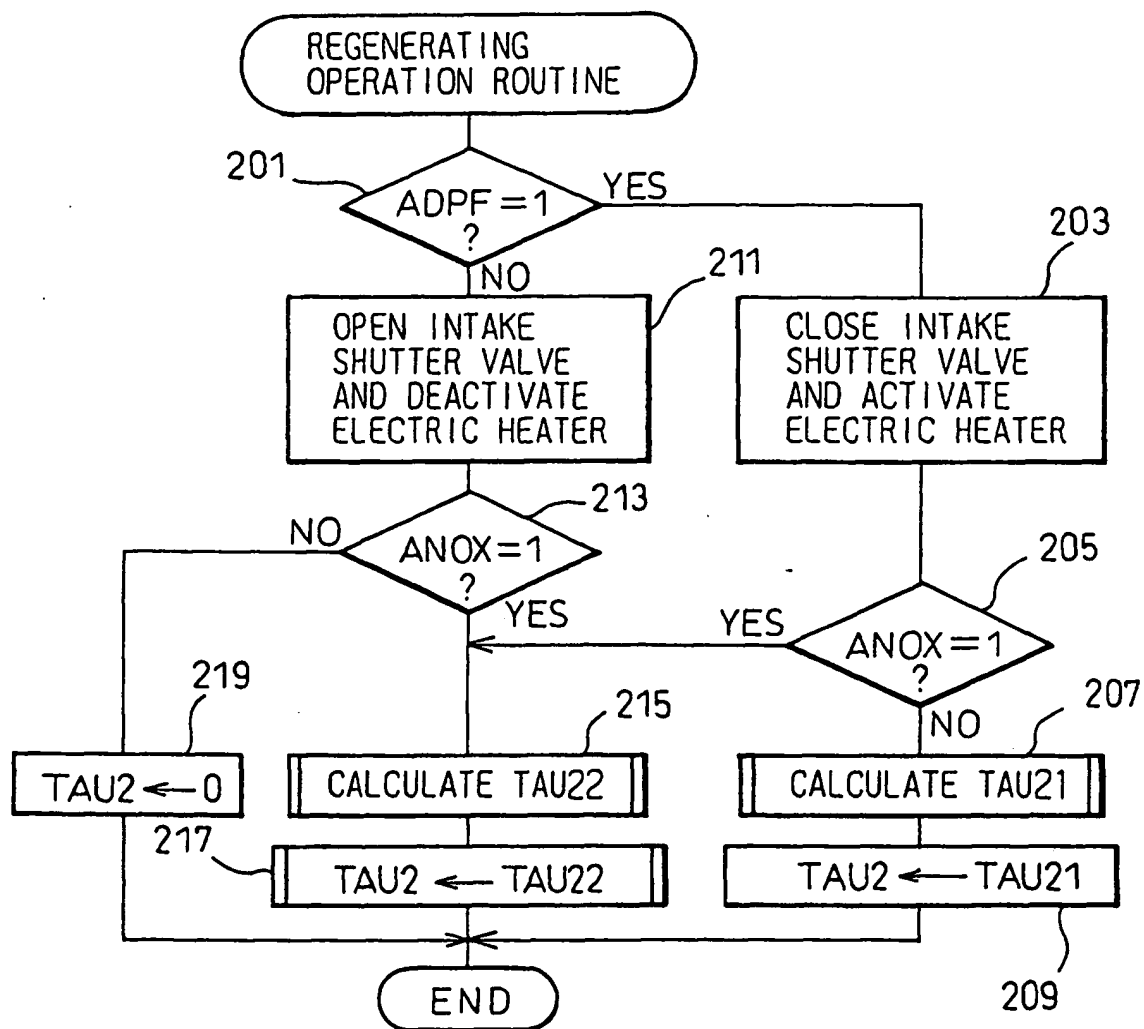 REGENERATING
OPERATION ROUTINE
201
ADPF=1
?
YES
NO
211
203
OPEN INTAKE
SHUTTER VALVE
AND DEACTIVATE
ELECTRIC HEATER
CLOSE INTAKE
SHUTTER VALVE
AND ACTIVATE
ELECTRIC HEATER
213
NO
ANOX=1
?
YES
205
YES
ANOX=1
?
NO
219
215
207
TAU2←0
CALCULATE TAU22
CALCULATE TAU21
217
TAU2 ← TAU22
TAU2 ← TAU21
209
END